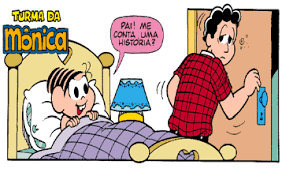 TURMA DA
MÔNICA
PAI! ME
CONTA UMA
HISTÓRIA?